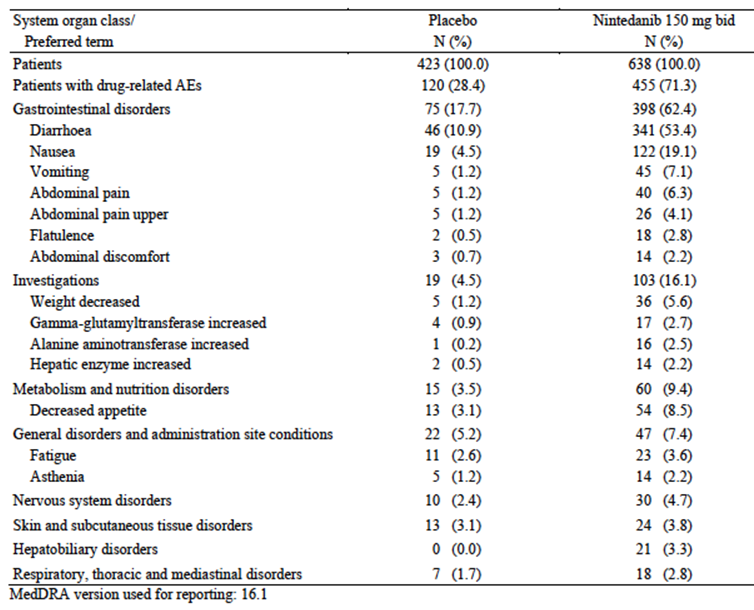 System organ class/ Placebo Nintedanib 150 mg bid
Preferred term N (%) N (%)
Patients 423 (100.0) 638 (100.0)
Patients with drug-related AEs 120 (28.4) 455 (71.3)
Gastrointestinal disorders 75 (17.7) 398 (62.4)
Diarrhoea 46 (10.9) 341 (53.4)
Nausea 19 (4.5) 122 (19.1)
Vomiting 5 (1.2) 45 (7.1)
Abdominal pain 5 (1.2) 40 (6.3)
Abdominal pain upper 5 (1.2) 26 (4.1)
Flatulence 2 (0.5) 18 (2.8)
Abdominal discomfort 3 (0.7) 14 (2.2)
Investigations 19 (4.5) 103 (16.1)
Weight decreased 5 (1.2) 36 (5.6)
Gamma-glutamyltransferase increased 4 (0.9) 17 (2.7)
Alanine aminotransferase increased 1 (0.2) 16 (2.5)
Hepatic enzyme increased 2 (0.5) 14 (2.2)
Metabolism and nutrition disorders 15 (3.5) 60 (9.4)
Decreased appetite 13 (3.1) 54 (8.5)
General disorders and administration site conditions 22 (5.2) 47 (7.4)
Fatigue 11 (2.6) 23 (3.6)
Asthenia 5 (1.2) 14 (2.2)
Nervous system disorders 10 (2.4) 30 (4.7)
Skin and subcutaneous tissue disorders 13 (3.1) 24 (3.8)
Hepatobiliary disorders 0 (0.0) 21 (3.3)
Respiratory, thoracic and mediastinal disorders 7 (1.7) 18 (2.8)
MedDRA version used for reporting: 16.1